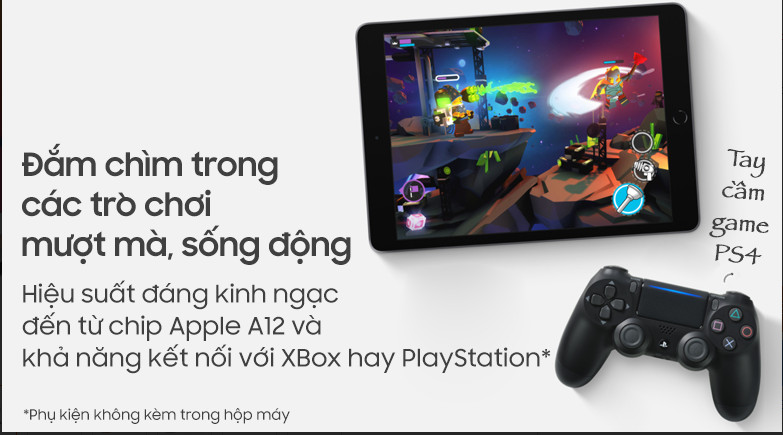 Đắm chìm trong
các trò chơi
mượt mà, sống động
Hiệu suất đáng kinh ngạc
đến từ chip Apple A12 và
khả năng kết nối với XBox hay PlayStation*
*Phụ kiện không kèm trong hộp máy
Tay
cầm
game
PS4